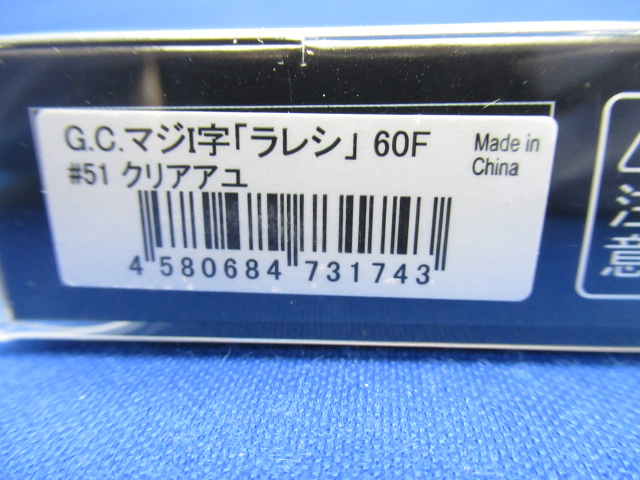 G.C.マジI字「ラレシ」 60F
#51 クリアアユ
Made in
China
4 580684 731743
注
意